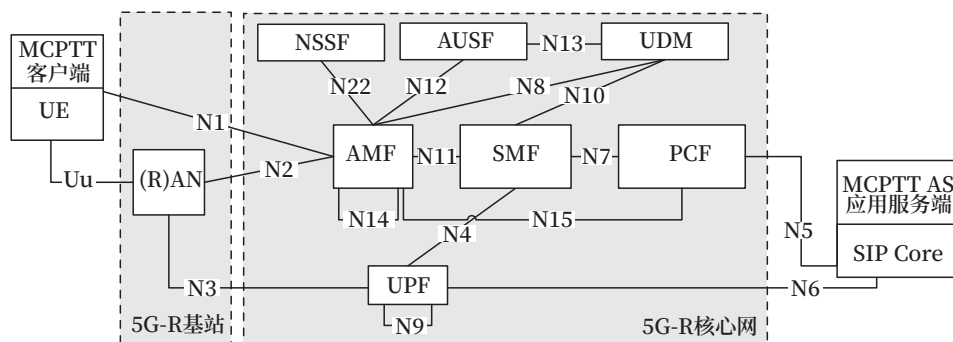 NSSF
AUSF
N13
UDM
MCPTT
客户端
UE
N22
N12
N8
N10
N1
AMF
N11
SMF
N7
PCF
Uu
(R)AN
N2
MCPTT AS
应用服务端
N14
N15
N4
N5
SIP Core
N3
UPF
N6
N9
5G-R基站
5G-R核心网